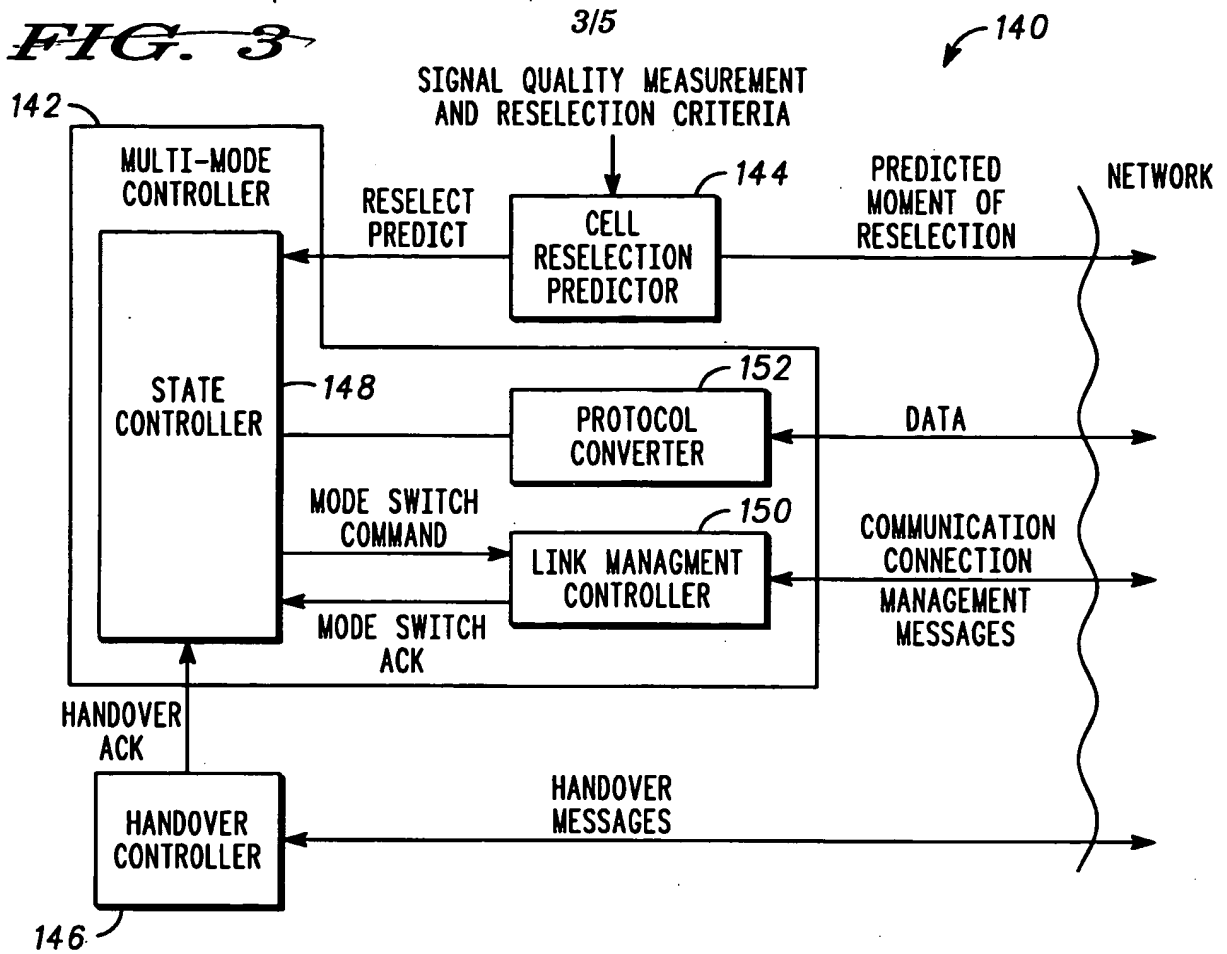 FIG. 3
3/5
140
SIGNAL QUALITY MEASUREMENT
AND RESELECTION CRITERIA
142
MULTI-MODE
CONTROLLER
144
RESELECT
PREDICT
CELL
RESELECTION
PREDICTOR
PREDICTED
MOMENT OF
RESELECTION
NETWORK
STATE
CONTROLLER
148
152
PROTOCOL
CONVERTER
DATA
MODE SWITCH
COMMAND
150
LINK MANAGMENT
CONTROLLER
COMMUNICATION
CONNECTION
MANAGEMENT
MESSAGES
MODE SWITCH
ACK
HANDOVER
ACK
HANDOVER
CONTROLLER
HANDOVER
MESSAGES
146